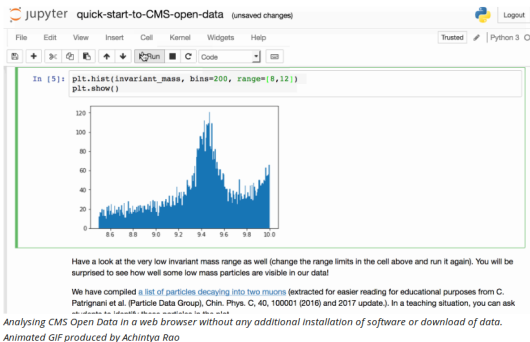 jupyter quick-start-to-CMS-open-data (unsaved changes)
Logout
File Edit View Insert Cell Kernel Widgets Help
Trusted
Python 3
Run
Code
In [5]: plt.hist(invariant_mass, bins=200, range=(8,12))
plt.show()
120
100
80
60
40
20
0
8.6 8.8 9.0 9.2 9.4 9.6 9.8 10.0
Have a look at the very low invariant mass range as well (change the range limits in the cell above and run it again). You will be
surprised to see how well some low mass particles are visible in our data!
We have compiled a list of particles decaying into two muons (extracted for easier reading for educational purposes from C.
Patrignani et al. (Particle Data Group), Chin. Phys. C, 40, 100001 (2016) and 2017 update.). In a teaching situation, you can ask
students to identify these particles in the plot
Analysing CMS Open Data in a web browser without any additional installation of software or download of data.
Animated GIF produced by Achintya Rao